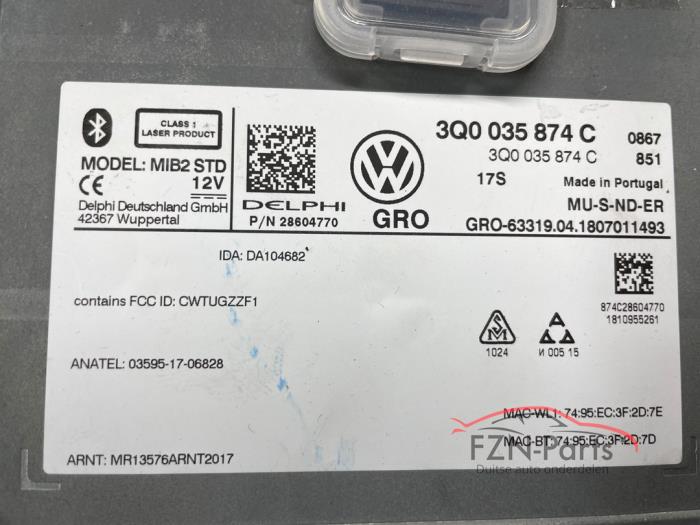 CLASS 1
LASER PRODUCT
MODEL: MIB2 STD
CE 12V
Delphi Deutschland GmbH
42367 Wuppertal
DELPHI
P/N 28604770
GRO
3Q0 035 874 C 0867
3Q0 035 874 C 851
17S Made in Portugal
MU-S-ND-ER
GRO-63319.04.1807011493
IDA: DA104682
contains FCC ID: CWTUGZZF1
874C28604770
1810955261
1024
И 005 15
ANATEL: 03595-17-06828
MAC-WL1: 74:95:EC:3F:2D:7E
MAC-BT: 74:95:EC:3F:2D:7D
ARNT: MR13576ARNT2017
FZN-Parts
Duitse auto onderdelen